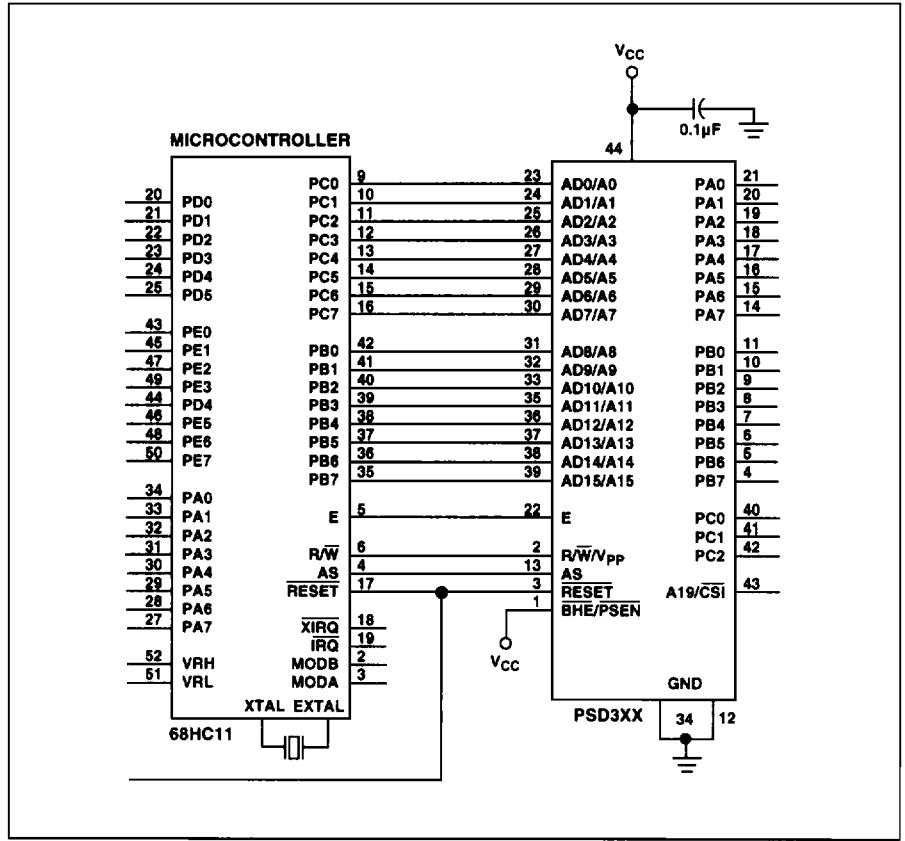 VCC
0.1µF
MICROCONTROLLER
44
PC0 9 23 AD0/A0 PA0 21
20 PD0 PC1 10 24 AD1/A1 PA1 20
21 PD1 PC2 11 25 AD2/A2 PA2 19
22 PD2 PC3 12 26 AD3/A3 PA3 18
23 PD3 PC4 13 27 AD4/A4 PA4 17
24 PD4 PC5 14 28 AD5/A5 PA5 16
25 PD5 PC6 15 29 AD6/A6 PA6 15
PC7 16 30 AD7/A7 PA7 14
43 PE0
45 PE1 PB0 42 31 AD8/A8 PB0 11
47 PE2 PB1 41 32 AD9/A9 PB1 10
49 PE3 PB2 40 33 AD10/A10 PB2 9
44 PD4 PB3 39 35 AD11/A11 PB3 8
46 PE5 PB4 38 36 AD12/A12 PB4 7
48 PE6 PB5 37 37 AD13/A13 PB5 6
50 PE7 PB6 36 38 AD14/A14 PB6 5
PB7 35 39 AD15/A15 PB7 4
34 PA0
33 PA1 E 5 22 E PC0 40
32 PA2 PC1 41
31 PA3 R/W 6 2 R/W/VPP PC2 42
30 PA4 AS 4 13 AS
29 PA5 RESET 17 3 RESET A19/CSI 43
28 PA6 1 BHE/PSEN
27 PA7 XIRQ 18
IRQ 19
52 VRH MODB 2 VCC
51 VRL MODA 3
GND
XTAL EXTAL
PSD3XX 34 12
68HC11